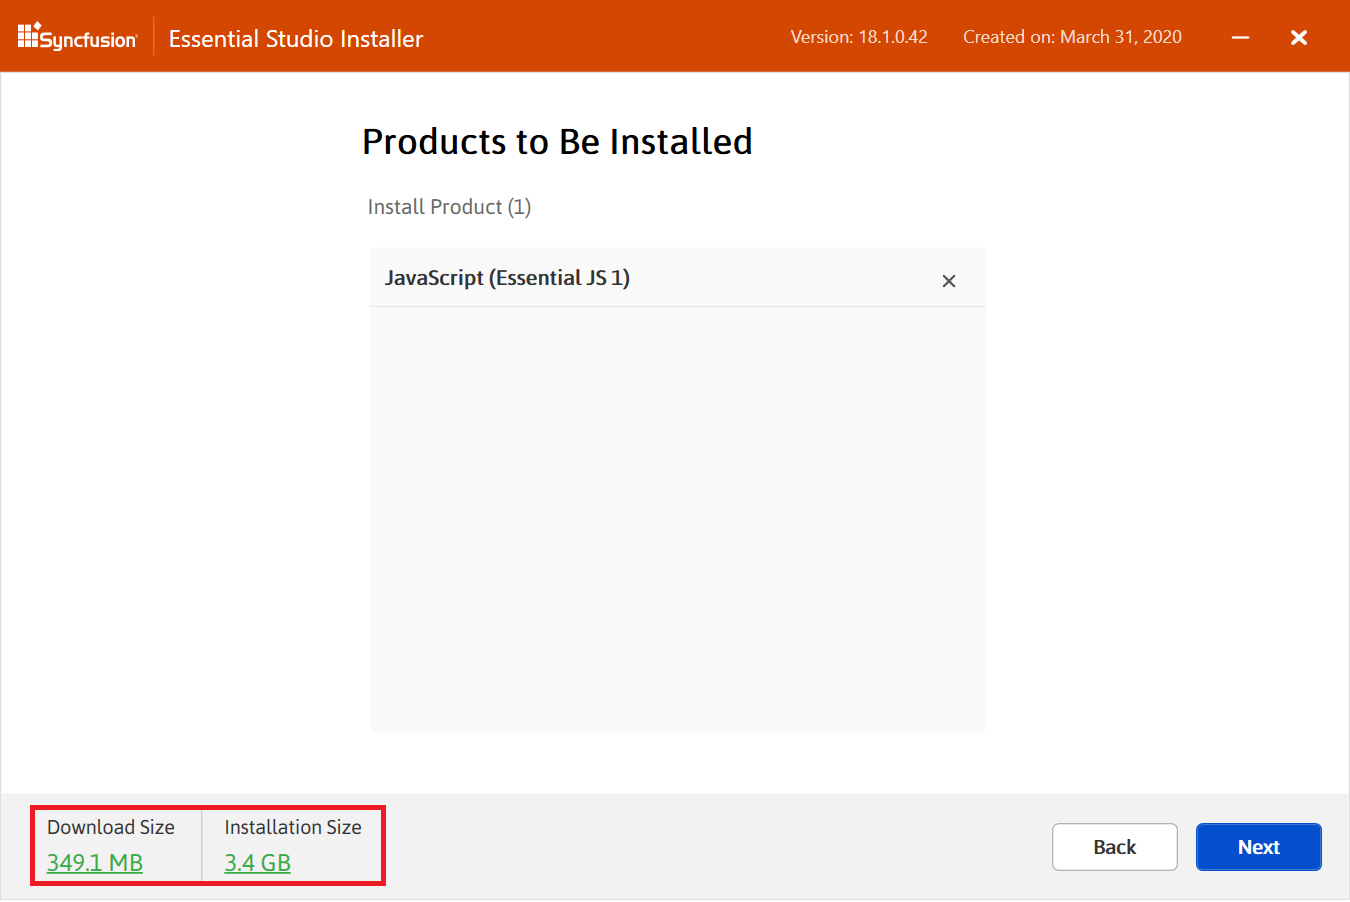 Syncfusion
Essential Studio Installer
Version: 18.1.0.42
Created on: March 31, 2020
Products to Be Installed
Install Product (1)
JavaScript (Essential JS 1)
Download Size
Installation Size
349.1 MB
3.4 GB
Back
Next